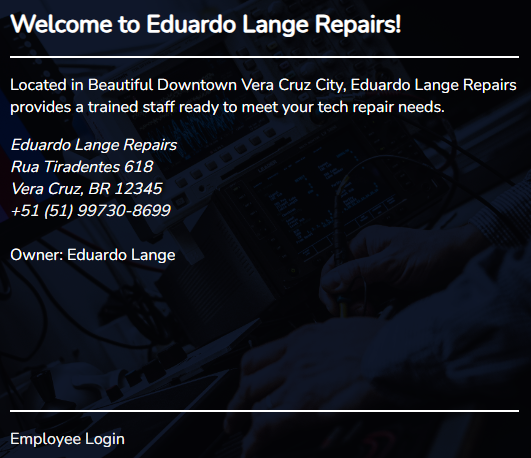 Welcome to Eduardo Lange Repairs!
Located in Beautiful Downtown Vera Cruz City, Eduardo Lange Repairs
provides a trained staff ready to meet your tech repair needs.
Eduardo Lange Repairs
Rua Tiradentes 618
Vera Cruz, BR 12345
+51 (51) 99730-8699
Owner: Eduardo Lange
Employee Login